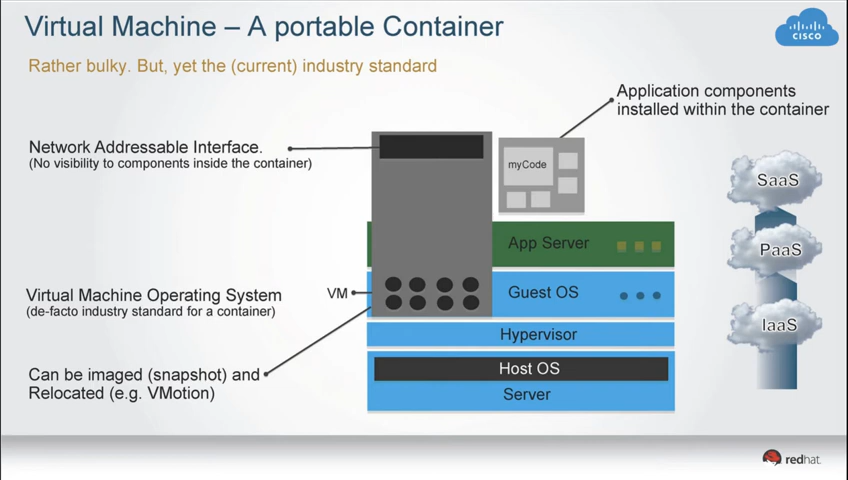 Virtual Machine – A portable Container
CISCO
Rather bulky. But, yet the (current) industry standard
Application components
installed within the container
Network Addressable Interface.
(No visibility to components inside the container)
myCode
SaaS
App Server
PaaS
Virtual Machine Operating System
(de-facto industry standard for a container)
VM
Guest OS
IaaS
Hypervisor
Can be imaged (snapshot) and
Relocated (e.g. VMotion)
Host OS
Server
redhat.